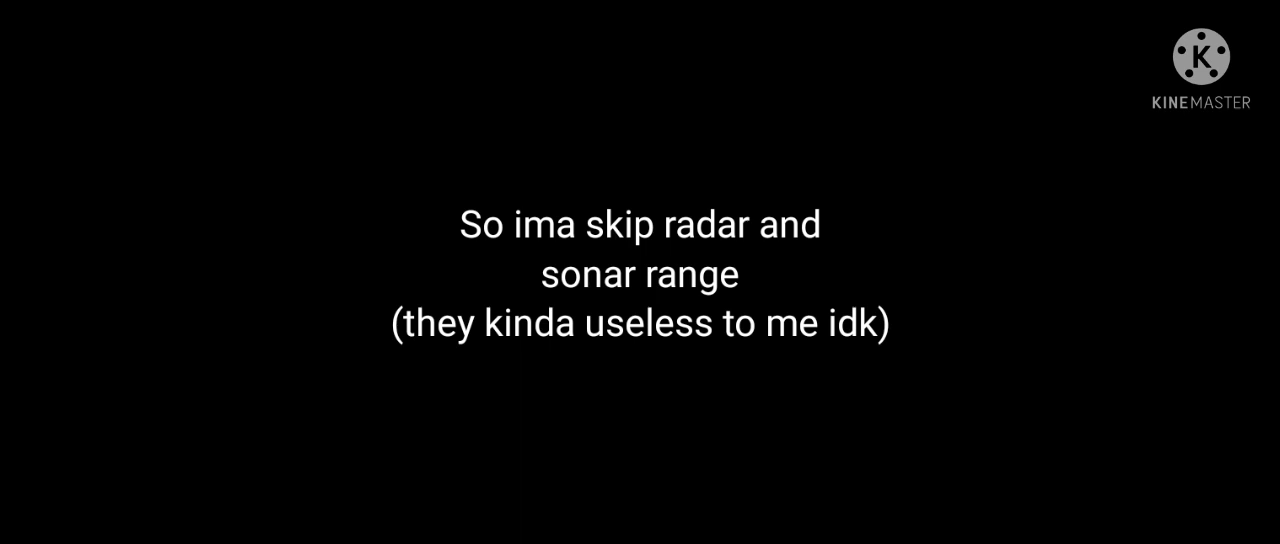 K
KINEMASTER
So ima skip radar and
sonar range
(they kinda useless to me idk)